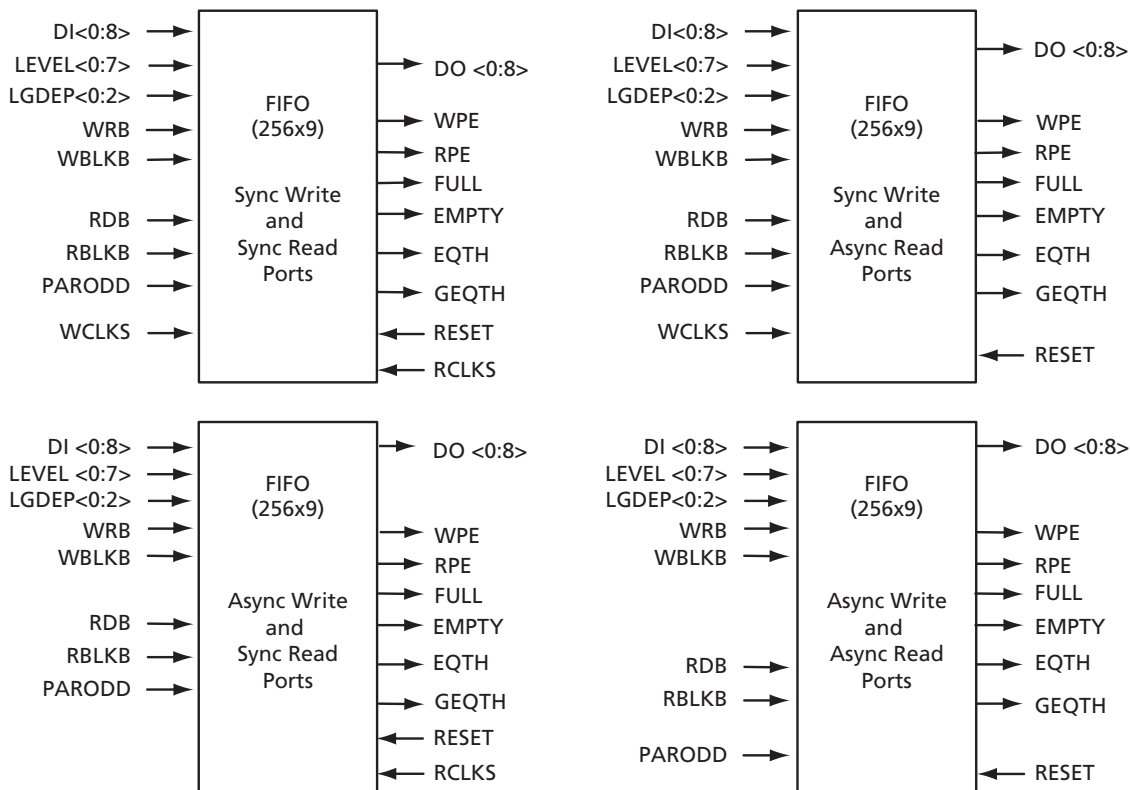 DI<0:8>
LEVEL<0:7>
LGDEP<0:2>
WRB
WBLKB
RDB
RBLKB
PARODD
WCLKS
FIFO
(256x9)
Sync Write
and
Sync Read
Ports
DO <0:8>
WPE
RPE
FULL
EMPTY
EQTH
GEQTH
RESET
RCLKS
DI<0:8>
LEVEL<0:7>
LGDEP<0:2>
WRB
WBLKB
RDB
RBLKB
PARODD
WCLKS
FIFO
(256x9)
Sync Write
and
Async Read
Ports
DO <0:8>
WPE
RPE
FULL
EMPTY
EQTH
GEQTH
RESET
DI <0:8>
LEVEL <0:7>
LGDEP<0:2>
WRB
WBLKB
RDB
RBLKB
PARODD
FIFO
(256x9)
Async Write
and
Sync Read
Ports
DO <0:8>
WPE
RPE
FULL
EMPTY
EQTH
GEQTH
RESET
RCLKS
DI <0:8>
LEVEL <0:7>
LGDEP<0:2>
WRB
WBLKB
RDB
RBLKB
PARODD
FIFO
(256x9)
Async Write
and
Async Read
Ports
DO <0:8>
WPE
RPE
FULL
EMPTY
EQTH
GEQTH
RESET